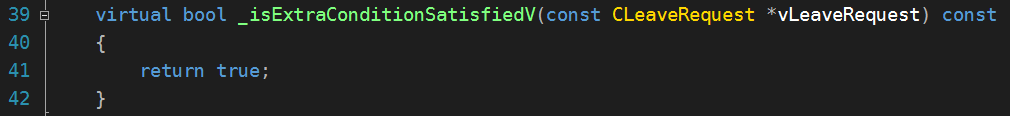 39 virtual bool _isExtraConditionSatisfiedV(const CLeaveRequest *vLeaveRequest) const
40 {
41 return true;
42 }